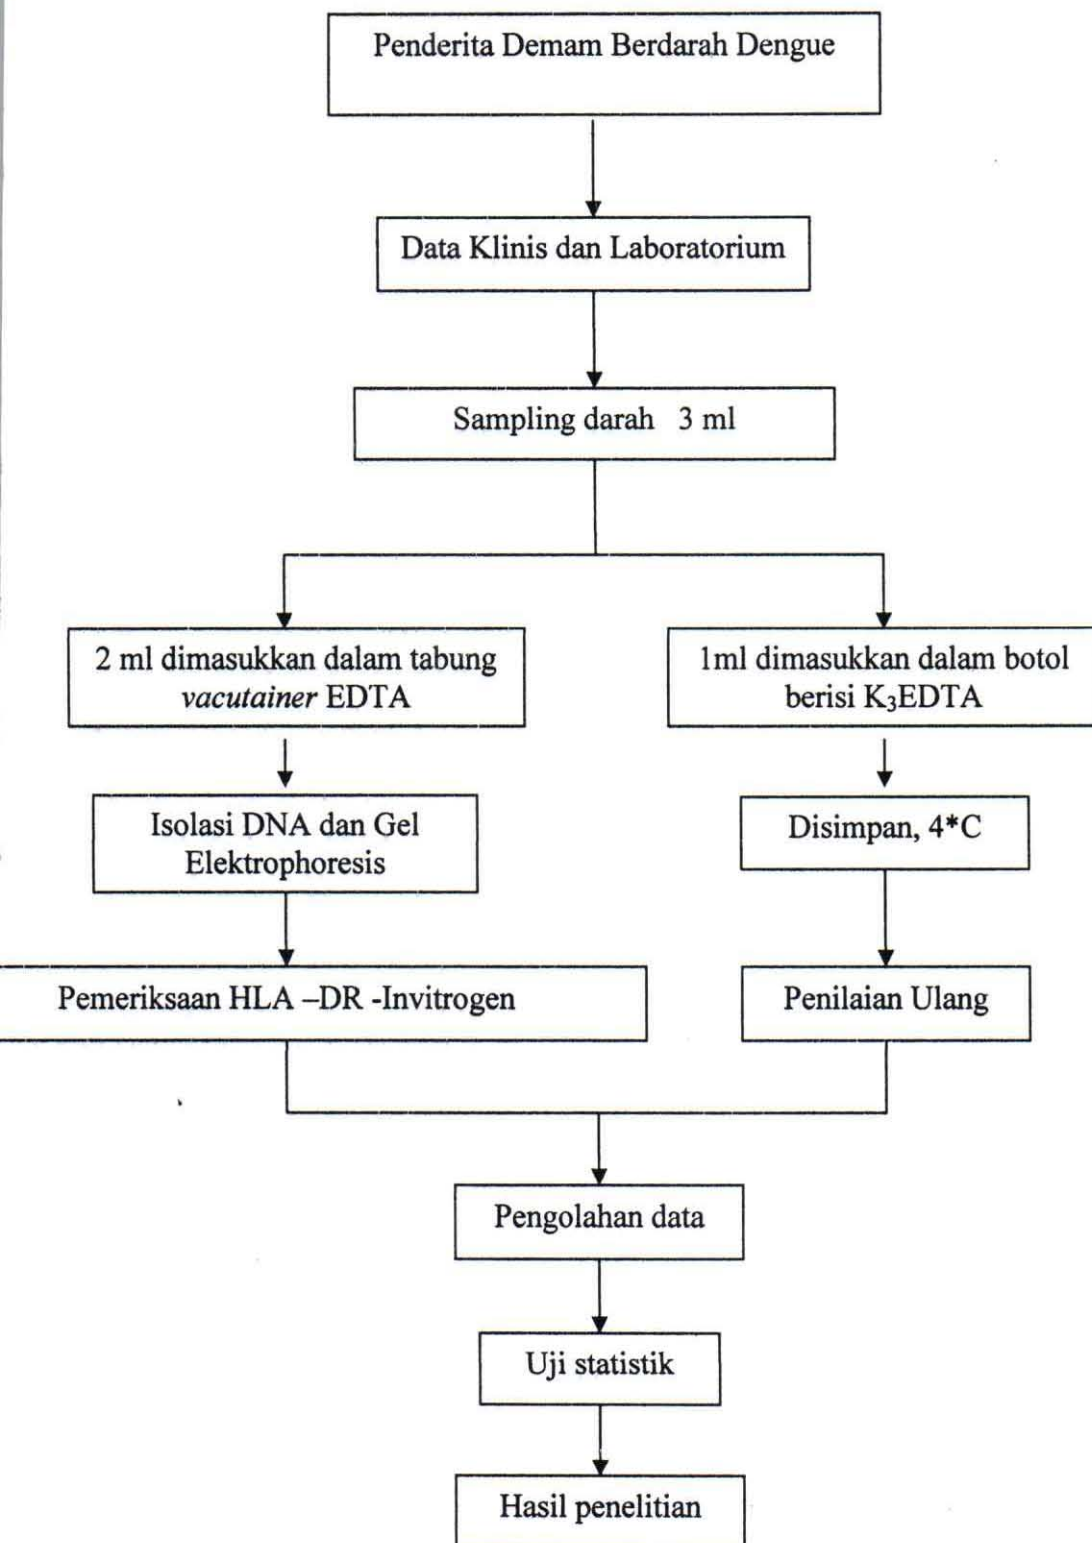 Penderita Demam Berdarah Dengue
Data Klinis dan Laboratorium
Sampling darah 3 ml
2 ml dimasukkan dalam tabung
vacutainer EDTA
1ml dimasukkan dalam botol
berisi K₃EDTA
Isolasi DNA dan Gel
Elektrophoresis
Disimpan, 4*C
Pemeriksaan HLA –DR -Invitrogen
Penilaian Ulang
Pengolahan data
Uji statistik
Hasil penelitian